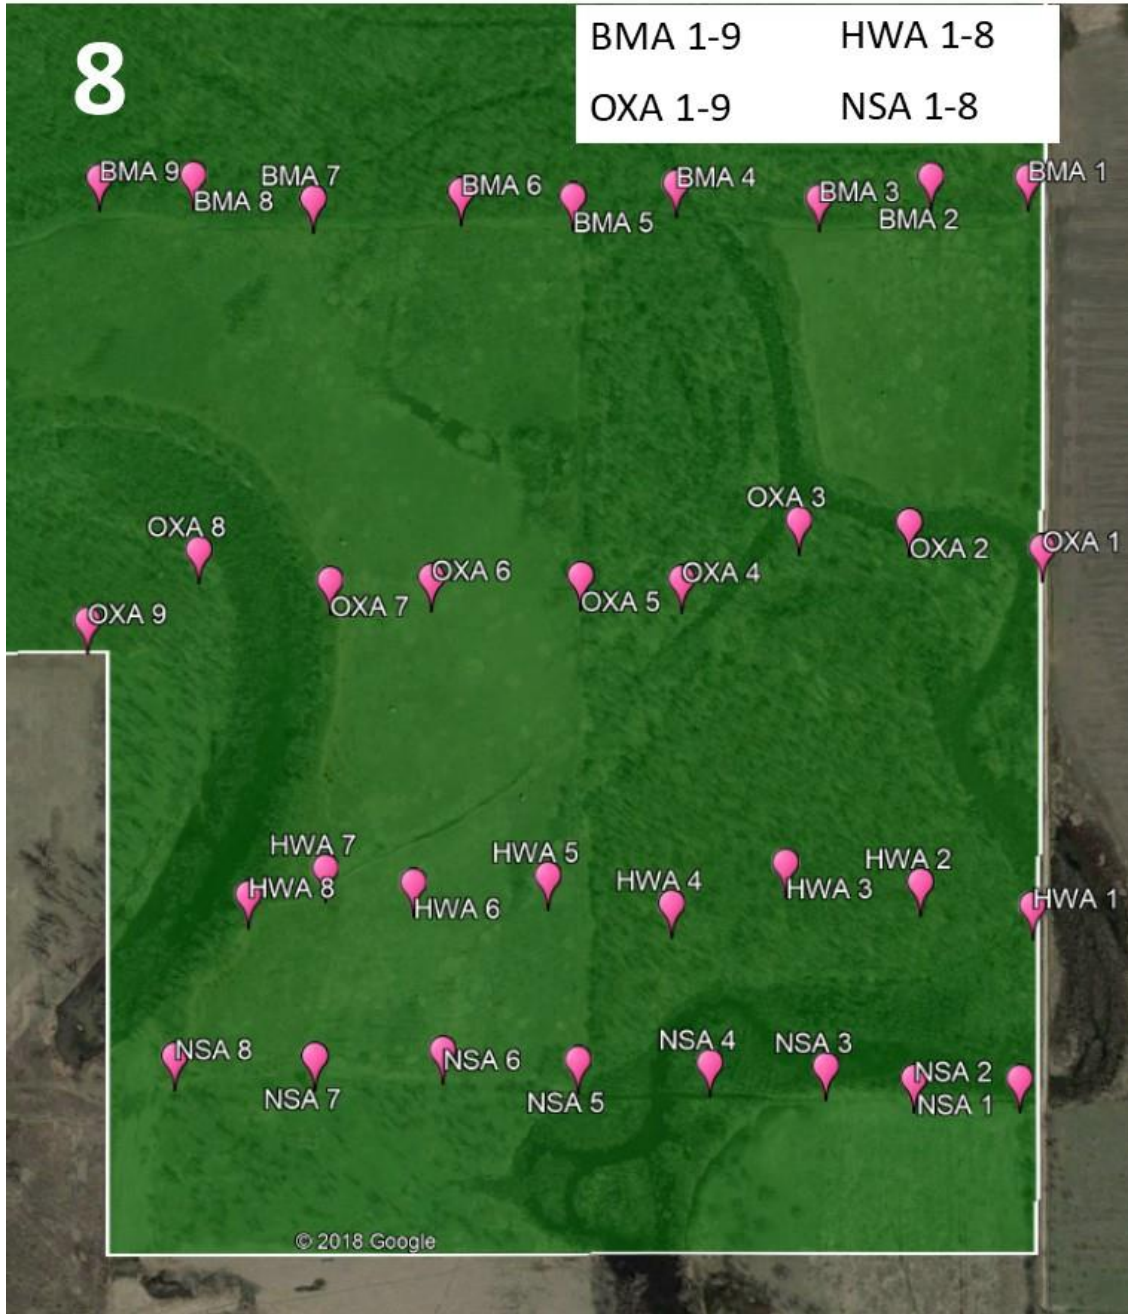 8
BMA 1-9 HWA 1-8
OXA 1-9 NSA 1-8
BMA 9
BMA 8
BMA 7
BMA 6
BMA 5
BMA 4
BMA 3
BMA 2
BMA 1
OXA 8
OXA 9
OXA 7
OXA 6
OXA 5
OXA 4
OXA 3
OXA 2
OXA 1
HWA 8
HWA 7
HWA 6
HWA 5
HWA 4
HWA 3
HWA 2
HWA 1
NSA 8
NSA 7
NSA 6
NSA 5
NSA 4
NSA 3
NSA 2
NSA 1
© 2018 Google